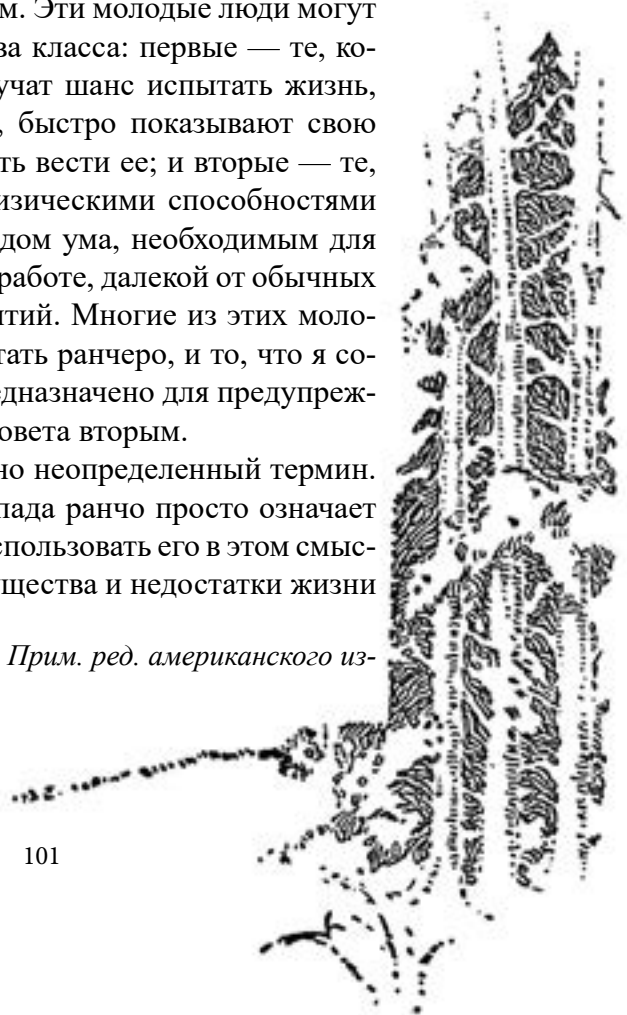 м. Эти молодые люди могут
ва класса: первые — те, ко-
учат шанс испытать жизнь,
, быстро показывают свою
ть вести ее; и вторые — те,
изическими способностями
дом ума, необходимым для
работе, далекой от обычных
ятий. Многие из этих моло-
тать ранчеро, и то, что я со-
едназначено для предупреж-
овета вторым.
но неопределенный термин.
пада ранчо просто означает
спользовать его в этом смыс-
ущества и недостатки жизни
Прим. ред. американского из-
101